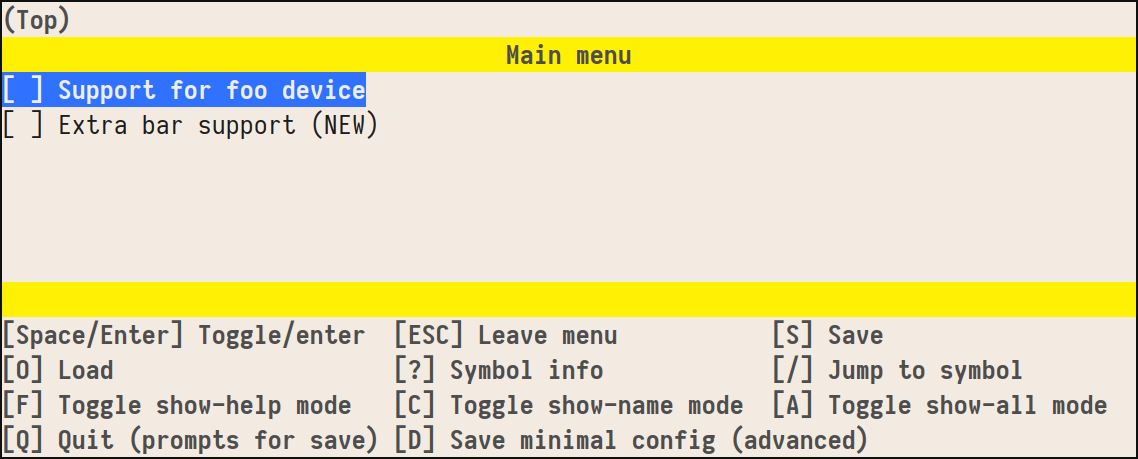 (Top)
Main menu
[ ] Support for foo device
[ ] Extra bar support (NEW)
[Space/Enter] Toggle/enter [ESC] Leave menu [S] Save
[O] Load [?] Symbol info [/] Jump to symbol
[F] Toggle show-help mode [C] Toggle show-name mode [A] Toggle show-all mode
[Q] Quit (prompts for save) [D] Save minimal config (advanced)